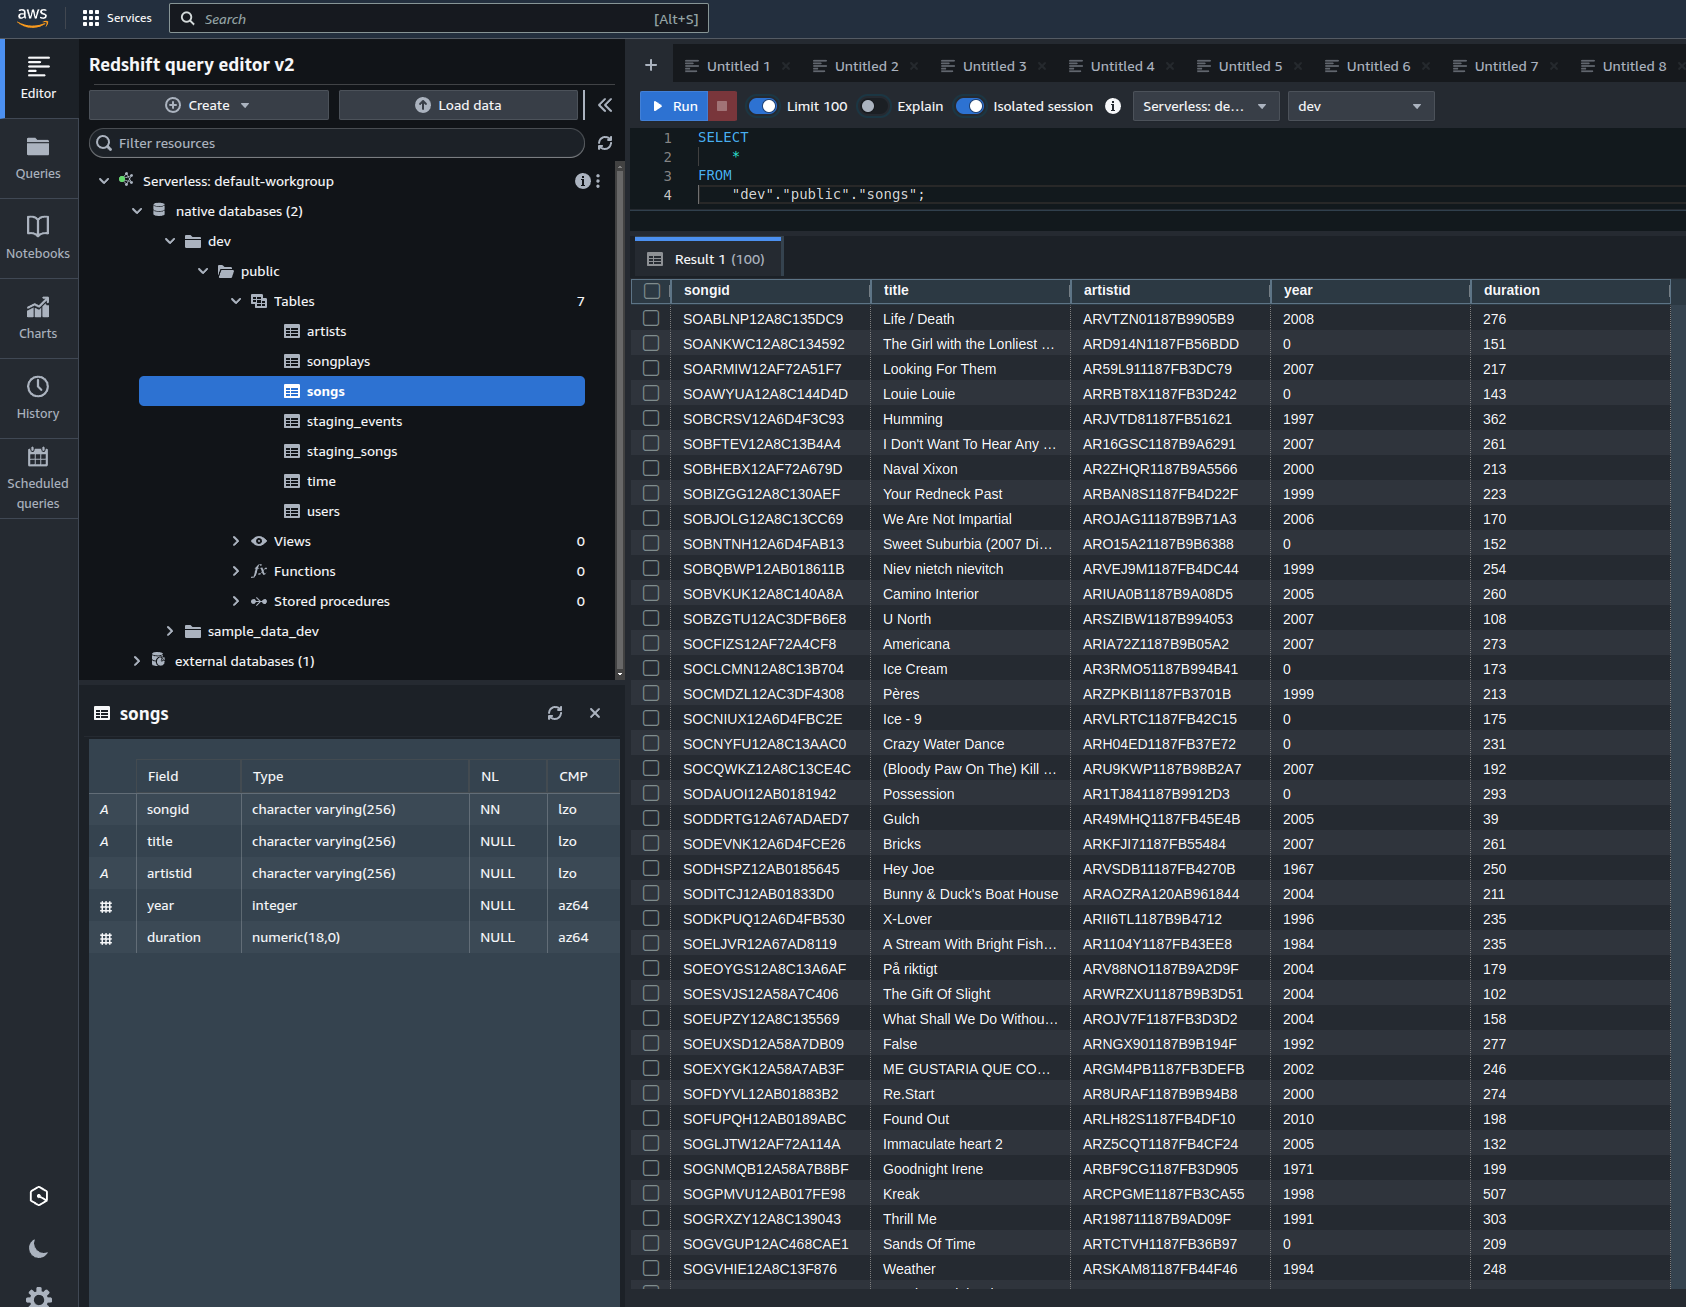 aws
Services
Search
[Alt+S]
Editor
Queries
Notebooks
Charts
History
Scheduled
queries
Redshift query editor v2
Create
Load data
Filter resources
Serverless: default-workgroup
native databases (2)
dev
public
Tables 7
artists
songplays
songs
staging_events
staging_songs
time
users
Views 0
Functions 0
Stored procedures 0
sample_data_dev
external databases (1)
songs
Field Type NL CMP
A songid character varying(256) NN lzo
A title character varying(256) NULL lzo
A artistid character varying(256) NULL lzo
# year integer NULL az64
# duration numeric(18,0) NULL az64
+ Untitled 1 Untitled 2 Untitled 3 Untitled 4 Untitled 5 Untitled 6 Untitled 7 Untitled 8
Run Limit 100 Explain Isolated session Serverless: de... dev
1 SELECT
2 *
3 FROM
4 "dev"."public"."songs";
Result 1 (100)
songid title artistid year duration
SOABLNP12A8C135DC9 Life / Death ARVTZN01187B9905B9 2008 276
SOANKWC12A8C134592 The Girl with the Lonliest ... ARD914N1187FB56BDD 0 151
SOARMIW12AF72A51F7 Looking For Them AR59L911187FB3DC79 2007 217
SOAWYUA12A8C144D4D Louie Louie ARRBT8X1187FB3D242 0 143
SOBCRSV12A6D4F3C93 Humming ARJVTD81187FB51621 1997 362
SOBFTEV12A8C13B4A4 I Don't Want To Hear Any ... AR16GSC1187B9A6291 2007 261
SOBHEBX12AF72A679D Naval Xixon AR2ZHQR1187B9A5566 2000 213
SOBIZGG12A8C130AEF Your Redneck Past ARBAN8S1187FB4D22F 1999 223
SOBJOLG12A8C13CC69 We Are Not Impartial AROJAG11187B9B71A3 2006 170
SOBNTNH12A6D4FAB13 Sweet Suburbia (2007 Di... ARO15A21187B9B6388 0 152
SOBQBWP12AB018611B Niev nietch nievitch ARVEJ9M1187FB4DC44 1999 254
SOBVKUK12A8C140A8A Camino Interior ARIUA0B1187B9A08D5 2005 260
SOBZGTU12AC3DFB6E8 U North ARSZIBW1187B994053 2007 108
SOCFIZS12AF72A4CF8 Americana ARIA72Z1187B9B05A2 2007 273
SOCLCMN12A8C13B704 Ice Cream AR3RMO51187B994B41 0 173
SOCMDZL12AC3DF4308 Pères ARZPKBI1187FB3701B 1999 213
SOCNIUX12A6D4FBC2E Ice - 9 ARVLRTC1187FB42C15 0 175
SOCNYFU12A8C13AAC0 Crazy Water Dance ARH04ED1187FB37E72 0 231
SOCQWKZ12A8C13CE4C (Bloody Paw On The) Kill ... ARU9KWP1187B98B2A7 2007 192
SODAUOI12AB0181942 Possession AR1TJ841187B9912D3 0 293
SODDRTG12A67ADAED7 Gulch AR49MHQ1187FB45E4B 2005 39
SODEVNK12A6D4FCE26 Bricks ARKFJI71187FB55484 2007 261
SODHSPZ12AB0185645 Hey Joe ARVSDB11187FB4270B 1967 250
SODITCJ12AB01833D0 Bunny & Duck's Boat House ARAOZRA120AB961844 2004 211
SODKPUQ12A6D4FB530 X-Lover ARII6TL1187B9B4712 1996 235
SOELJVR12A67AD8119 A Stream With Bright Fish... AR1104Y1187FB43EE8 1984 235
SOEOYGS12A8C13A6AF På riktigt ARV88NO1187B9A2D9F 2004 179
SOESVJS12A58A7C406 The Gift Of Slight ARWRZXU1187B9B3D51 2004 102
SOEUPZY12A8C135569 What Shall We Do Withou... AROJV7F1187FB3D3D2 2004 158
SOEUXSD12A58A7DB09 False ARNGX901187B9B194F 1992 277
SOEXYGK12A58A7AB3F ME GUSTARIA QUE CO... ARGM4PB1187FB3DEFB 2002 246
SOFDYVL12AB01883B2 Re.Start AR8URAF1187B9B94B8 2000 274
SOFUPQH12AB0189ABC Found Out ARLH82S1187FB4DF10 2010 198
SOGLJTW12AF72A114A Immaculate heart 2 ARZ5CQT1187FB4CF24 2005 132
SOGNMQB12A58A7B8BF Goodnight Irene ARBF9CG1187FB3D905 1971 199
SOGPMVU12AB017FE98 Kreak ARCPGME1187FB3CA55 1998 507
SOGRXZY12A8C139043 Thrill Me AR198711187B9AD09F 1991 303
SOGVGUP12AC468CAE1 Sands Of Time ARTCTVH1187FB36B97 0 209
SOGVHIE12A8C13F876 Weather ARSKAM81187FB44F46 1994 248